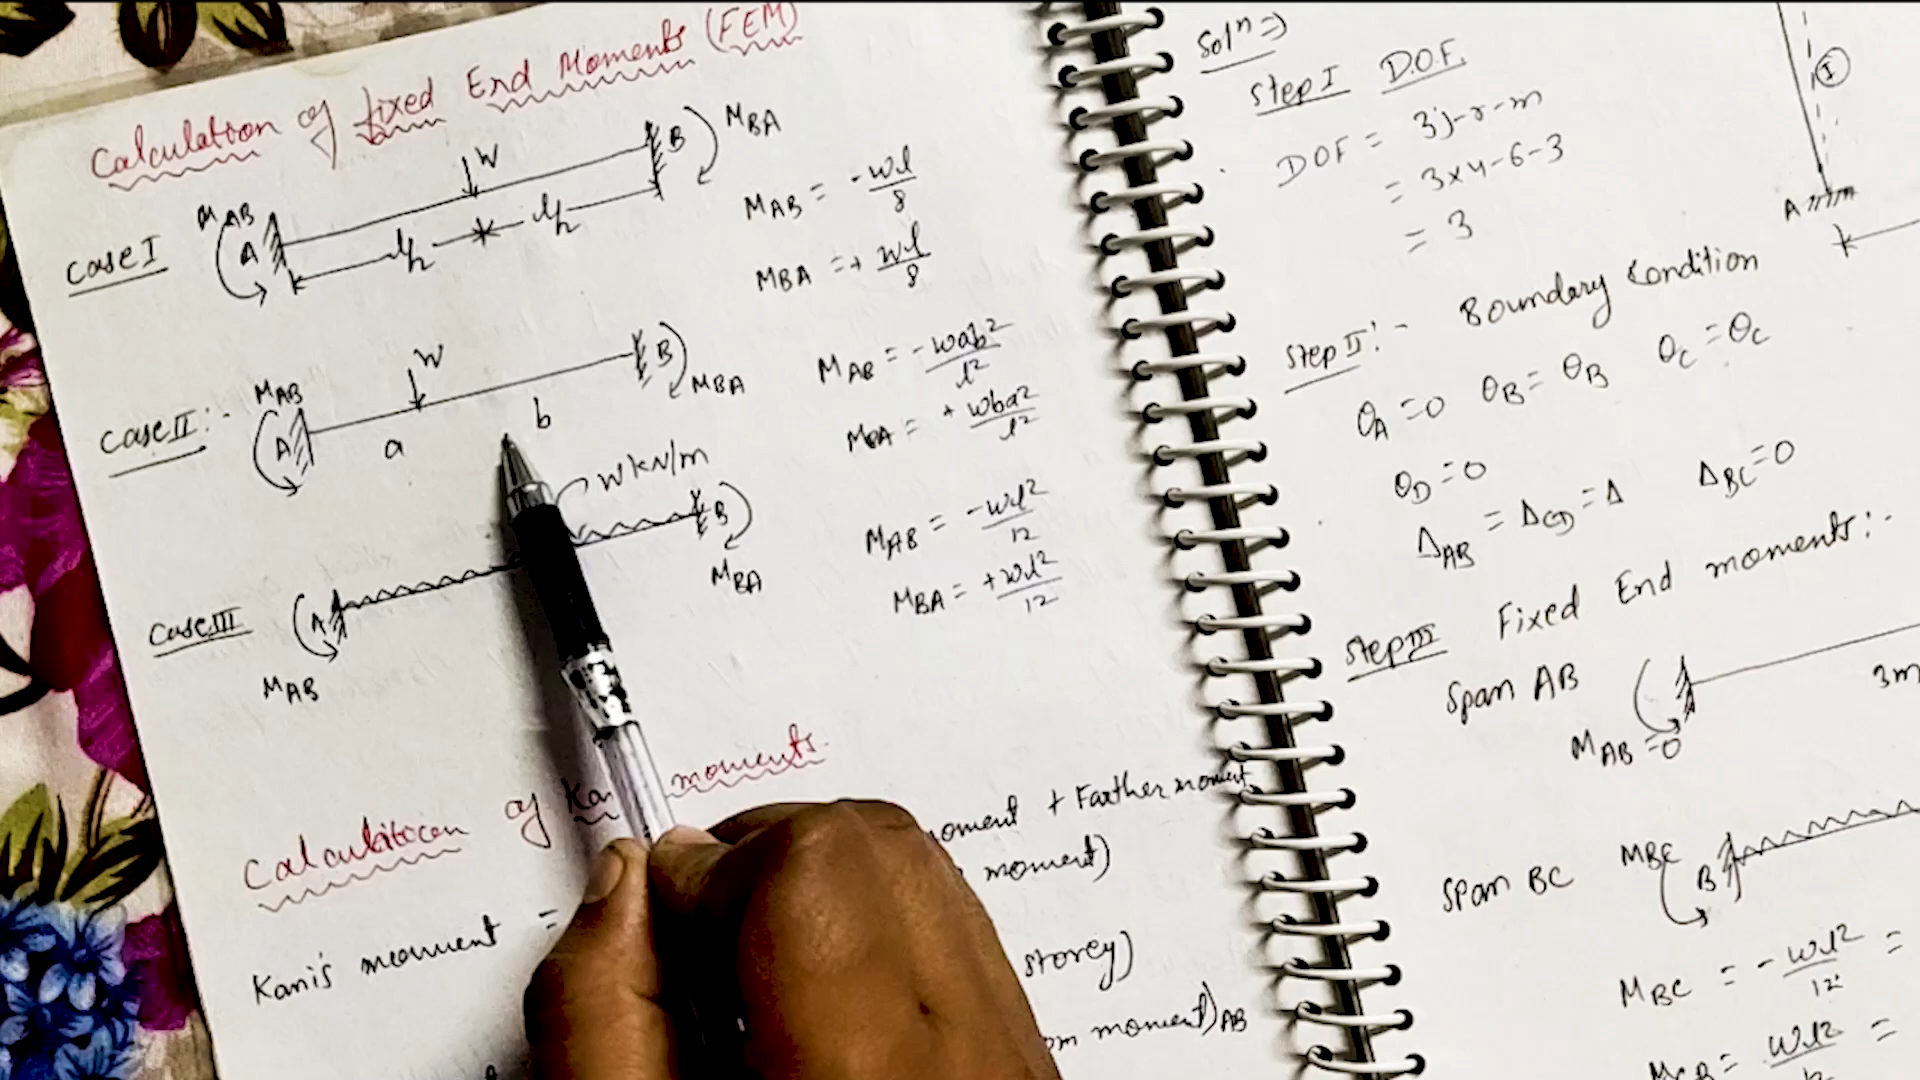 Calculation of fixed End Moments (FEM)
Case I
MAB
A
W
l/2
l/2
B
MBA
MAB = -wl/8
MBA = + wl/8
Case II :-
MAB
A
a
W
b
B
MBA
MAB = - wab²/l²
MBA = + wba²/l²
Case III
A
MAB
W kN/m
B
MBA
MAB = -wl²/12
MBA = +wl²/12
Calculation of moments.
+ Farther moment
moment)
Kani's moment =
storey)
moment)AB
Solⁿ ⇒
Step I D.O.F.
DOF = 3j-r-m
= 3x4-6-3
= 3
I
A
Step II :- Boundary Condition
θA = 0 θB = θB θC = θC
θD = 0
ΔAB = ΔCD = Δ ΔBC = 0
Step III Fixed End moments :-
Span AB
3m
MAB = 0
Span BC
MBC
B
MBC = - wl²/12 =
MCB = wl²/12 =